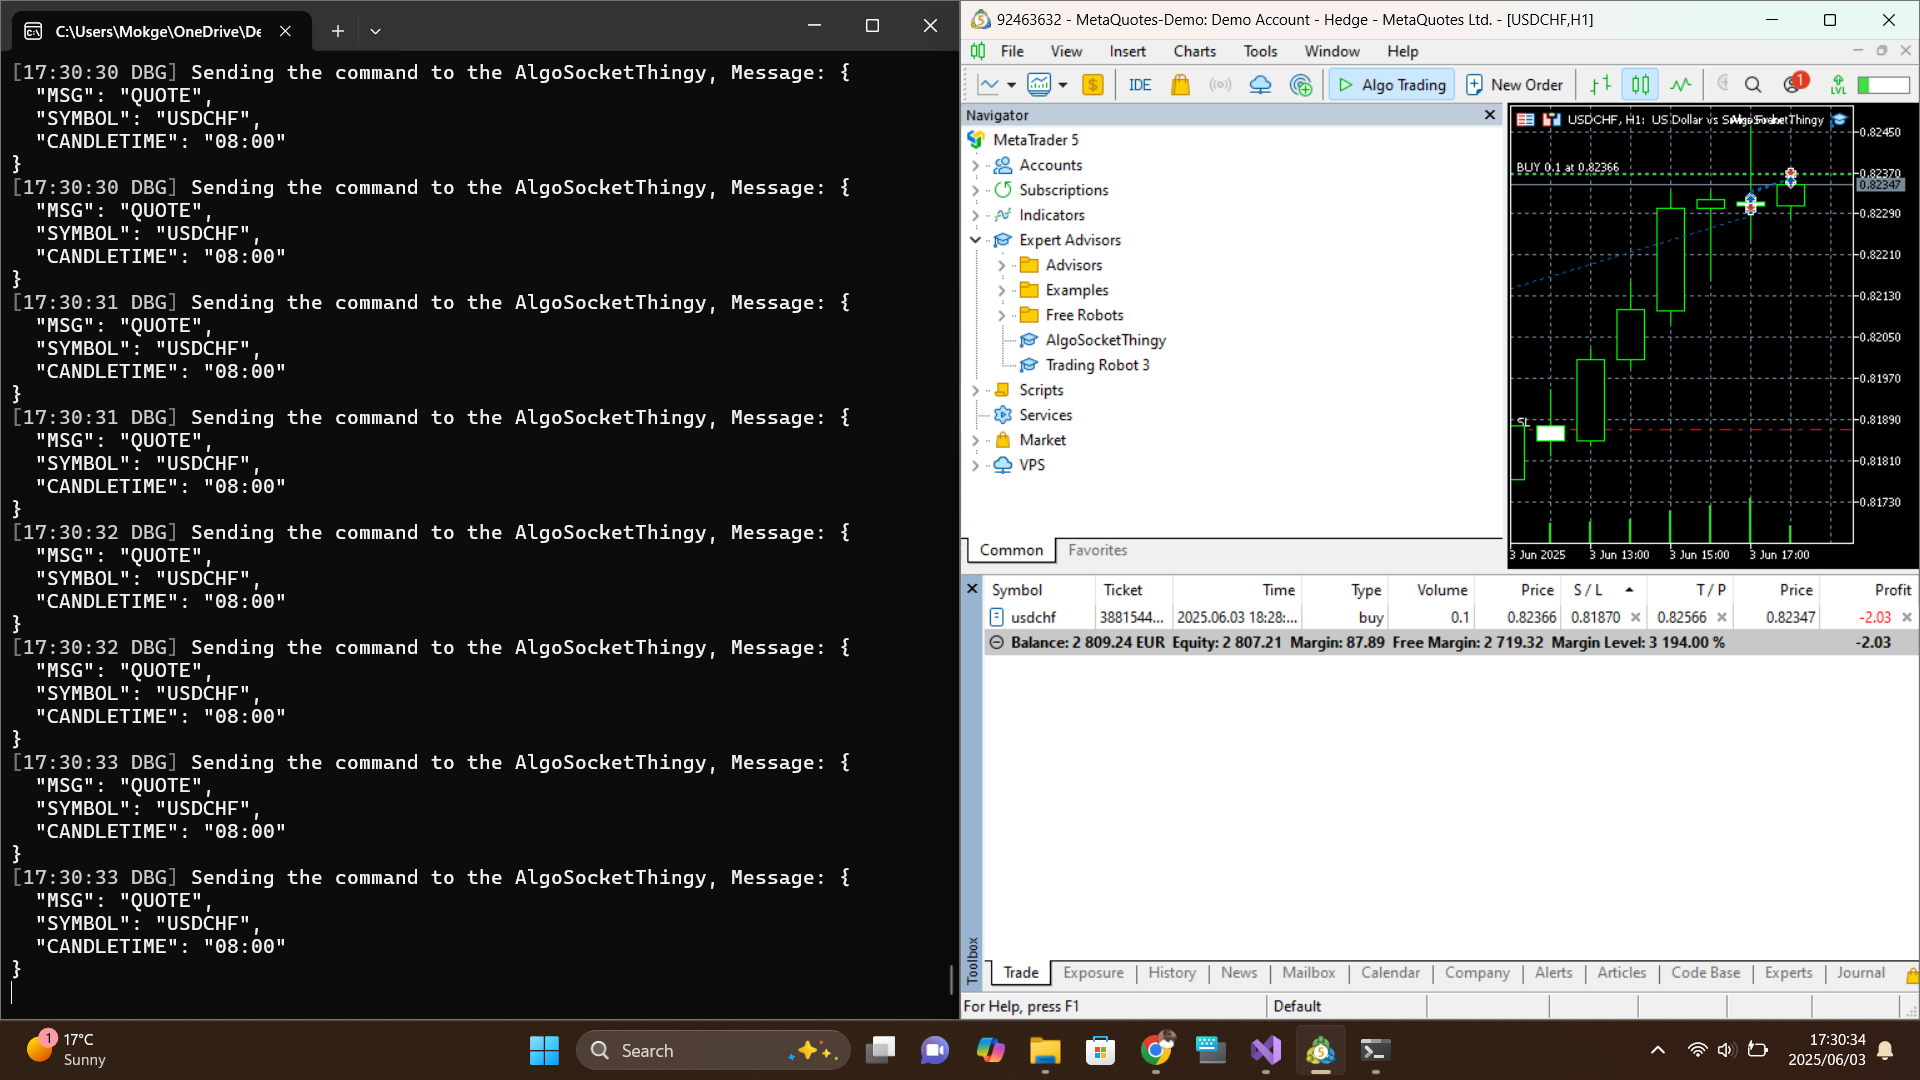 C:\Users\Mokge\OneDrive\De
[17:30:30 DBG] Sending the command to the AlgoSocketThingy, Message: {
"MSG": "QUOTE",
"SYMBOL": "USDCHF",
"CANDLETIME": "08:00"
}
[17:30:30 DBG] Sending the command to the AlgoSocketThingy, Message: {
"MSG": "QUOTE",
"SYMBOL": "USDCHF",
"CANDLETIME": "08:00"
}
[17:30:31 DBG] Sending the command to the AlgoSocketThingy, Message: {
"MSG": "QUOTE",
"SYMBOL": "USDCHF",
"CANDLETIME": "08:00"
}
[17:30:31 DBG] Sending the command to the AlgoSocketThingy, Message: {
"MSG": "QUOTE",
"SYMBOL": "USDCHF",
"CANDLETIME": "08:00"
}
[17:30:32 DBG] Sending the command to the AlgoSocketThingy, Message: {
"MSG": "QUOTE",
"SYMBOL": "USDCHF",
"CANDLETIME": "08:00"
}
[17:30:32 DBG] Sending the command to the AlgoSocketThingy, Message: {
"MSG": "QUOTE",
"SYMBOL": "USDCHF",
"CANDLETIME": "08:00"
}
[17:30:33 DBG] Sending the command to the AlgoSocketThingy, Message: {
"MSG": "QUOTE",
"SYMBOL": "USDCHF",
"CANDLETIME": "08:00"
}
[17:30:33 DBG] Sending the command to the AlgoSocketThingy, Message: {
"MSG": "QUOTE",
"SYMBOL": "USDCHF",
"CANDLETIME": "08:00"
}
92463632 - MetaQuotes-Demo: Demo Account - Hedge - MetaQuotes Ltd. - [USDCHF,H1]
File View Insert Charts Tools Window Help
IDE Algo Trading New Order 1 LVL
Navigator
MetaTrader 5
Accounts
Subscriptions
Indicators
Expert Advisors
Advisors
Examples
Free Robots
AlgoSocketThingy
Trading Robot 3
Scripts
Services
Market
VPS
Common Favorites
USDCHF, H1: US Dollar vs AlgoSocketThingy
BUY 0.1 at 0.82366
SL
0.82450
0.82370
0.82347
0.82290
0.82210
0.82130
0.82050
0.81970
0.81890
0.81810
0.81730
3 Jun 2025 3 Jun 13:00 3 Jun 15:00 3 Jun 17:00
Symbol Ticket Time Type Volume Price S / L T / P Price Profit
usdchf 3881544... 2025.06.03 18:28:... buy 0.1 0.82366 0.81870 0.82566 0.82347 -2.03
Balance: 2 809.24 EUR Equity: 2 807.21 Margin: 87.89 Free Margin: 2 719.32 Margin Level: 3 194.00 % -2.03
Toolbox
Trade Exposure History News Mailbox Calendar Company Alerts Articles Code Base Experts Journal
For Help, press F1 Default
1
17°C
Sunny
Search
5
17:30:34
2025/06/03